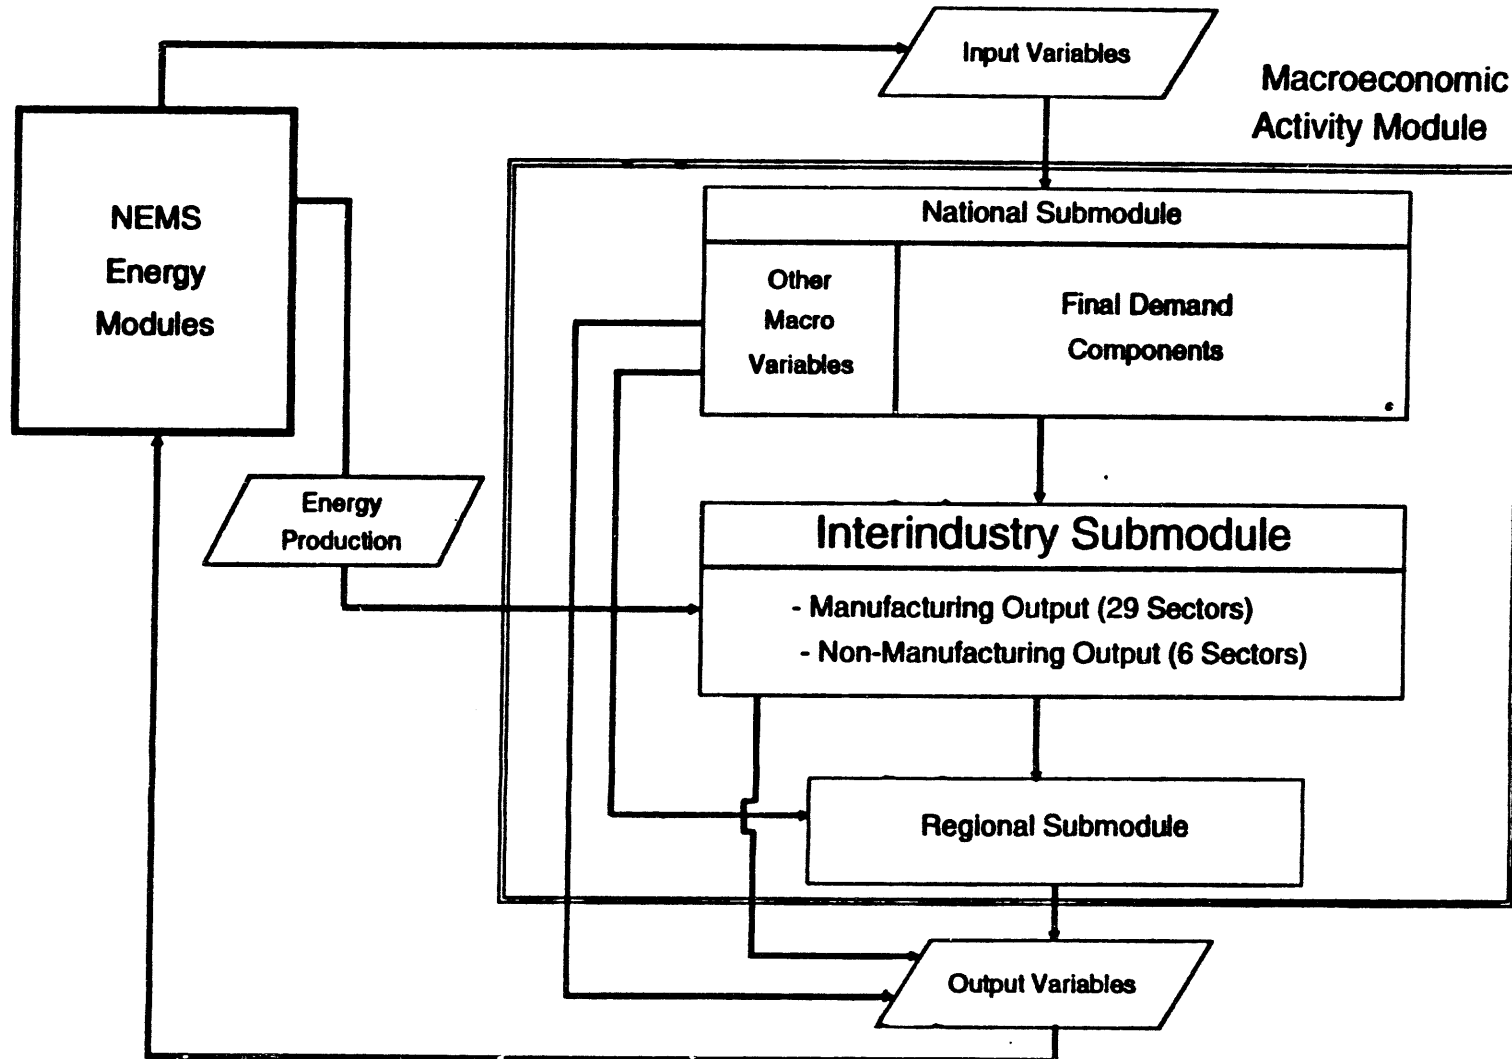 Input Variables
Macroeconomic
Activity Module
NEMS
Energy
Modules
National Submodule
Other
Macro
Variables
Final Demand
Components
Energy
Production
Interindustry Submodule
- Manufacturing Output (29 Sectors)
- Non-Manufacturing Output (6 Sectors)
Regional Submodule
Output Variables